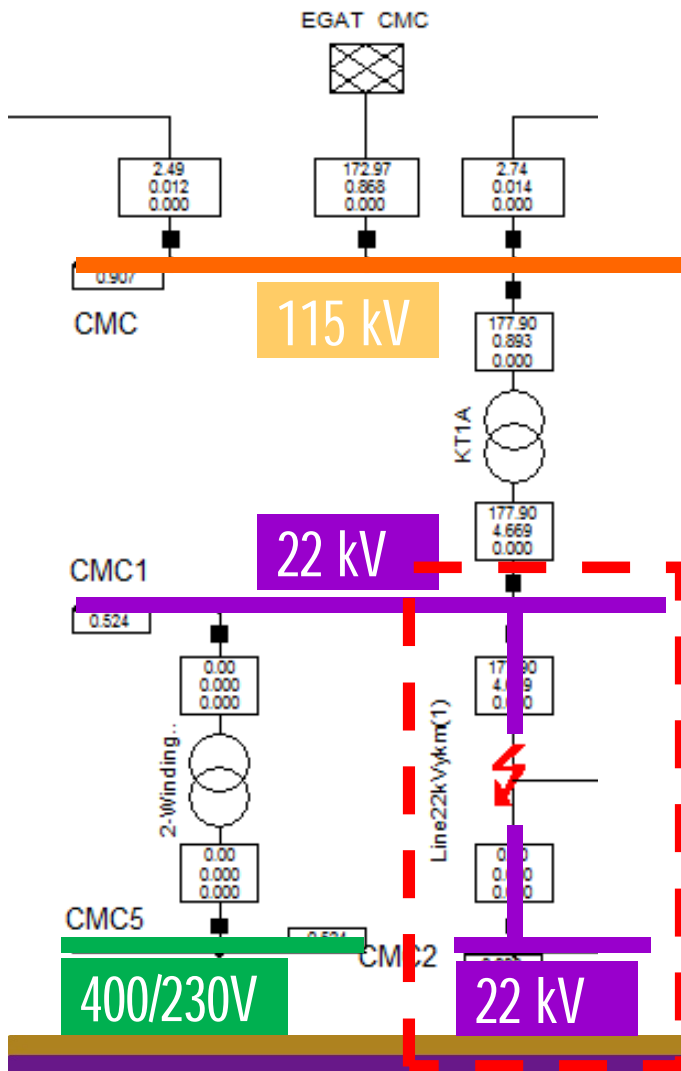 EGAT CMC
2.49
0.012
0.000
172.97
0.868
0.000
2.74
0.014
0.000
0.907
CMC
115 kV
177.90
0.893
0.000
KT1A
177.90
4.669
0.000
22 kV
CMC1
0.524
0.00
0.000
0.000
2-Winding..
Line22kVykm(1)
0.00
0.000
0.000
CMC5
CMC2
400/230V
22 kV